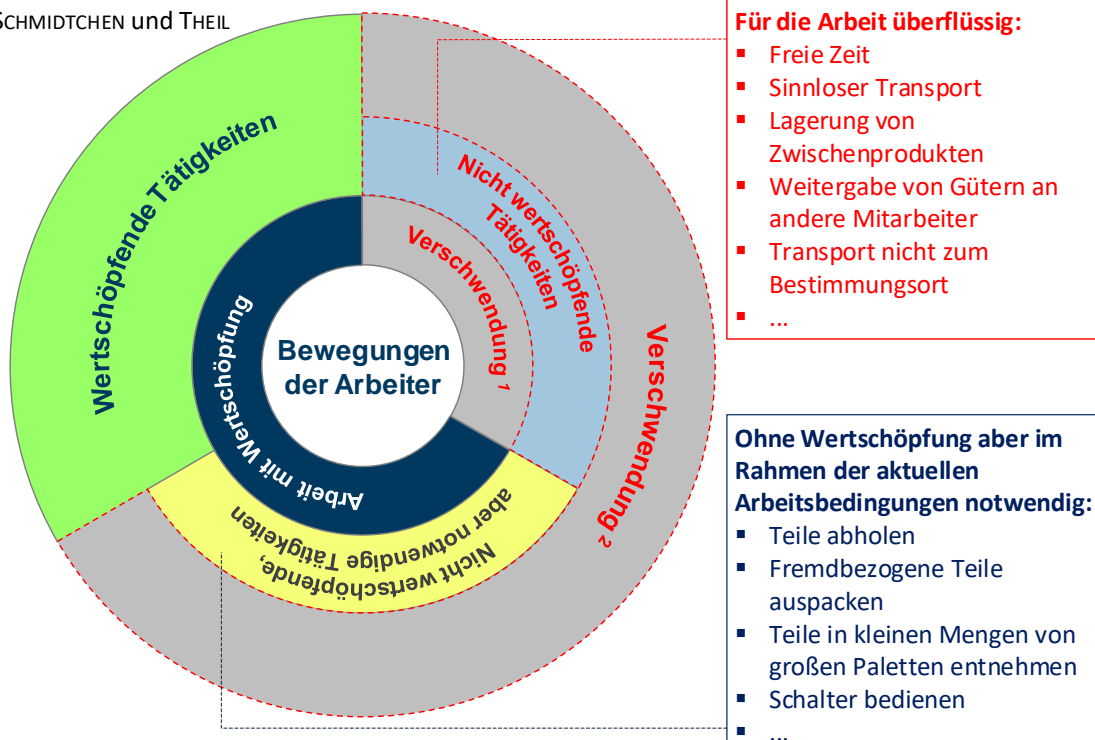 SCHMIDTCHEN und THEIL
Wertschöpfende Tätigkeiten
Nicht wertschöpfende
Tätigkeiten
Verschwendung 1
Verschwendung 2
Arbeit mit Wertschöpfung
Bewegungen
der Arbeiter
Nicht wertschöpfende,
aber notwendige Tätigkeiten
Für die Arbeit überflüssig:
▪ Freie Zeit
▪ Sinnloser Transport
▪ Lagerung von
Zwischenprodukten
▪ Weitergabe von Gütern an
andere Mitarbeiter
▪ Transport nicht zum
Bestimmungsort
▪ ...
Ohne Wertschöpfung aber im
Rahmen der aktuellen
Arbeitsbedingungen notwendig:
▪ Teile abholen
▪ Fremdbezogene Teile
auspacken
▪ Teile in kleinen Mengen von
großen Paletten entnehmen
▪ Schalter bedienen
▪ ...